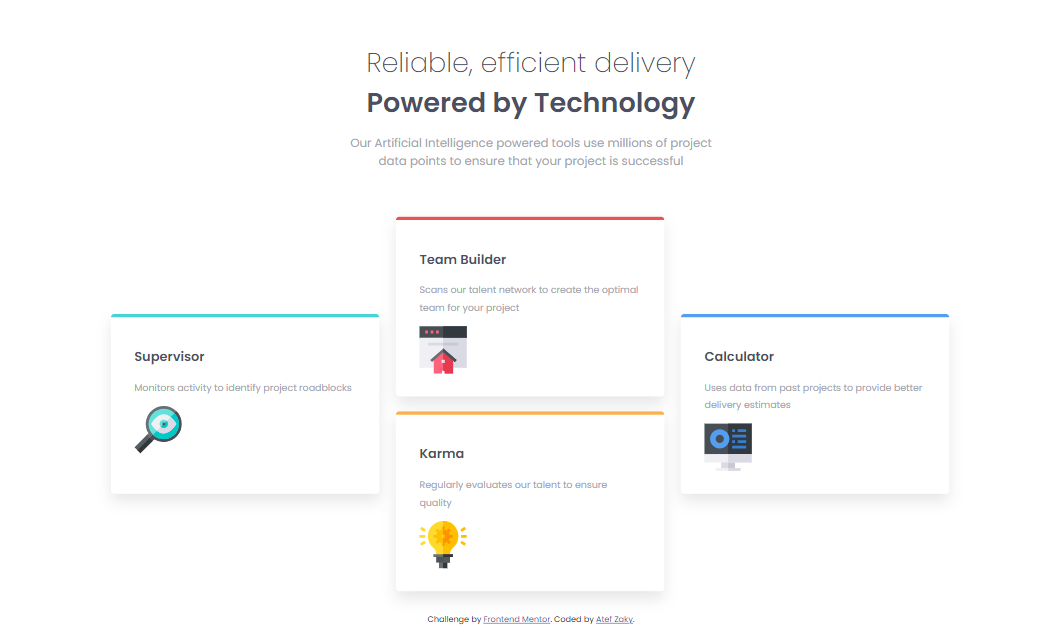 Reliable, efficient delivery
Powered by Technology
Our Artificial Intelligence powered tools use millions of project
data points to ensure that your project is successful
Supervisor
Monitors activity to identify project roadblocks
Team Builder
Scans our talent network to create the optimal
team for your project
Karma
Regularly evaluates our talent to ensure
quality
Calculator
Uses data from past projects to provide better
delivery estimates
Challenge by Frontend Mentor. Coded by Atef Zaky.